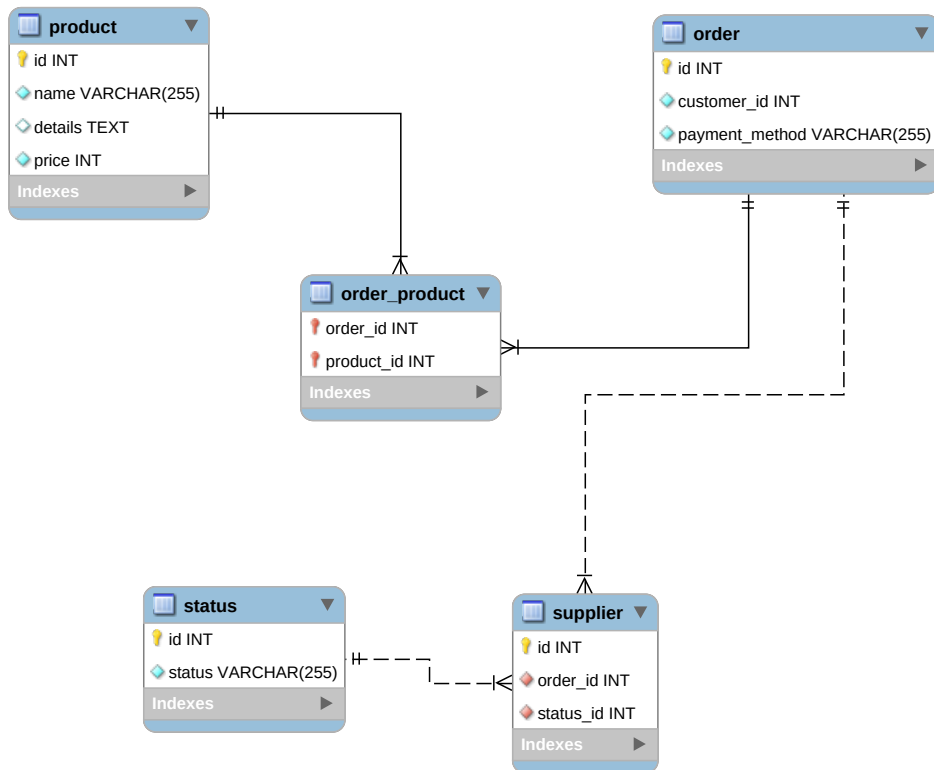 product
id INT
name VARCHAR(255)
details TEXT
price INT
Indexes
order
id INT
customer_id INT
payment_method VARCHAR(255)
Indexes
order_product
order_id INT
product_id INT
Indexes
status
id INT
status VARCHAR(255)
Indexes
supplier
id INT
order_id INT
status_id INT
Indexes